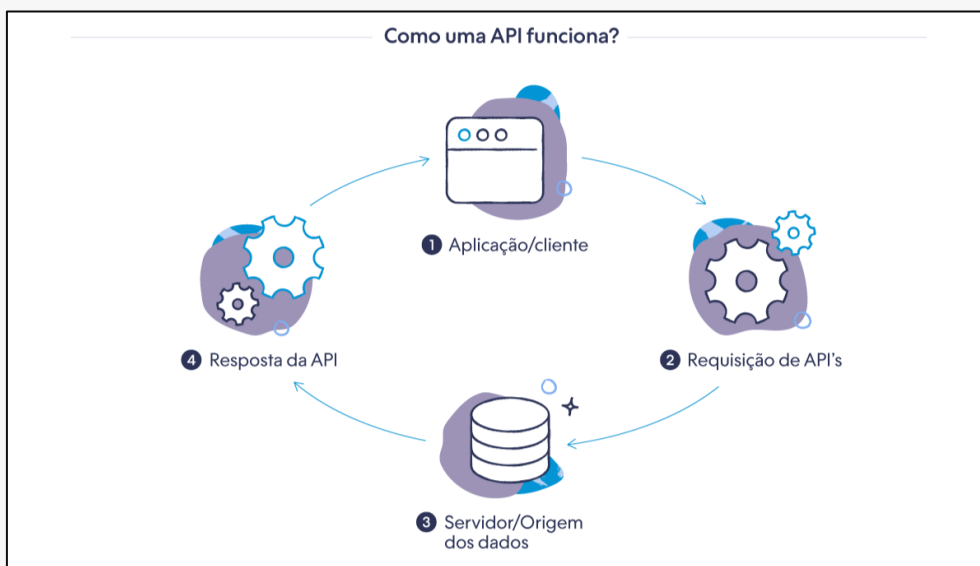 Como uma API funciona?
1 Aplicação/cliente
2 Requisição de API's
3 Servidor/Origem
dos dados
4 Resposta da API